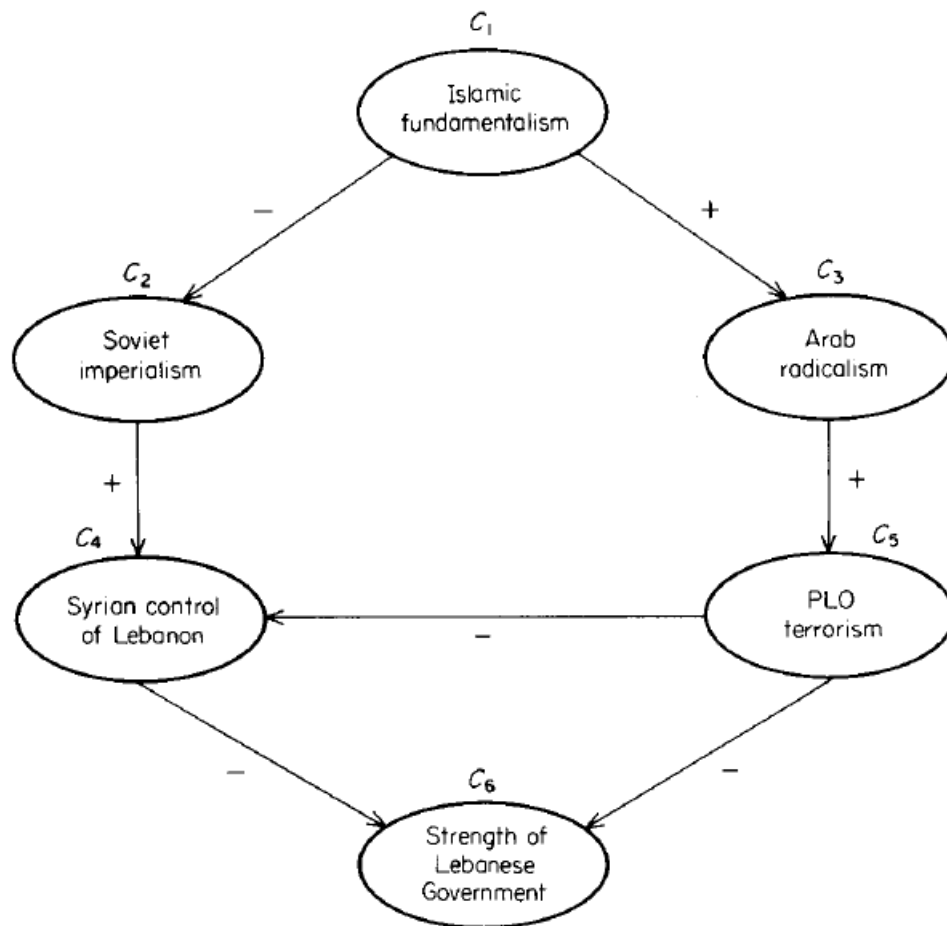 C₁
Islamic
fundamentalism
−
+
C₂
C₃
Soviet
imperialism
Arab
radicalism
+
+
C₄
C₅
Syrian control
of Lebanon
PLO
terrorism
−
−
−
C₆
Strength of
Lebanese
Government